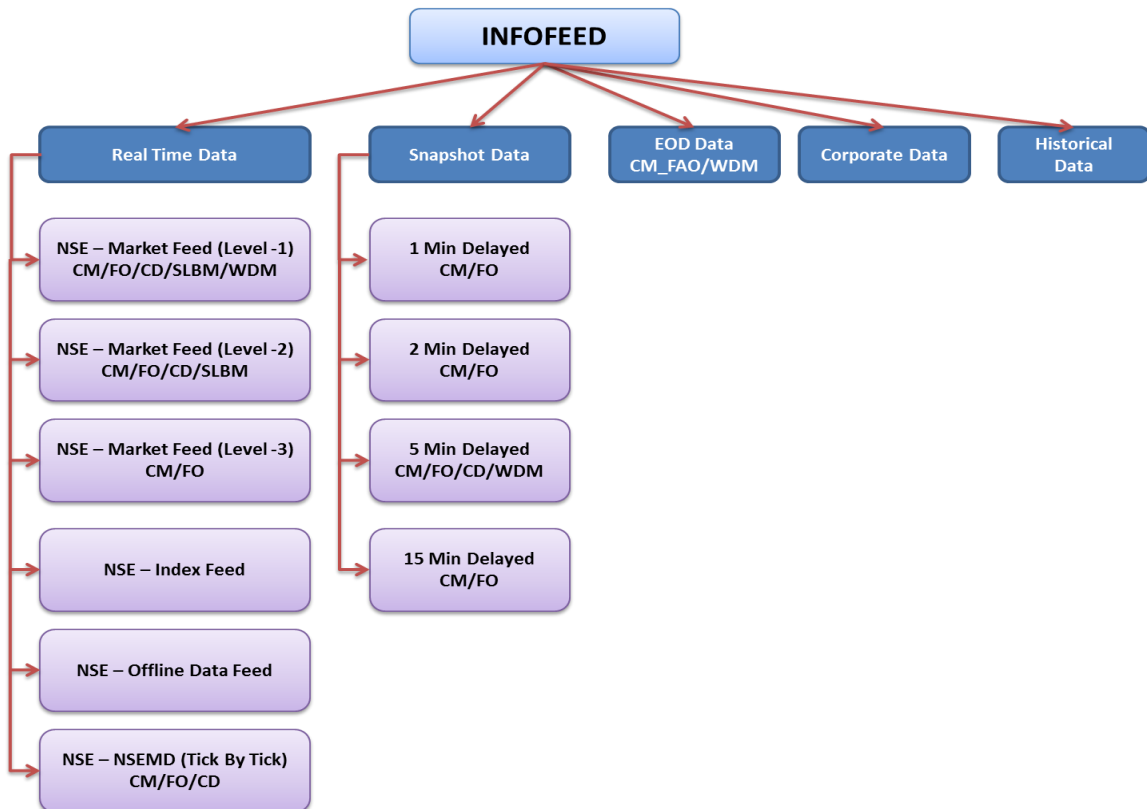 INFOFEED
Real Time Data
Snapshot Data
EOD Data
CM_FAO/WDM
Corporate Data
Historical
Data
NSE – Market Feed (Level -1)
CM/FO/CD/SLBM/WDM
NSE – Market Feed (Level -2)
CM/FO/CD/SLBM
NSE – Market Feed (Level -3)
CM/FO
NSE – Index Feed
NSE – Offline Data Feed
NSE – NSEMD (Tick By Tick)
CM/FO/CD
1 Min Delayed
CM/FO
2 Min Delayed
CM/FO
5 Min Delayed
CM/FO/CD/WDM
15 Min Delayed
CM/FO